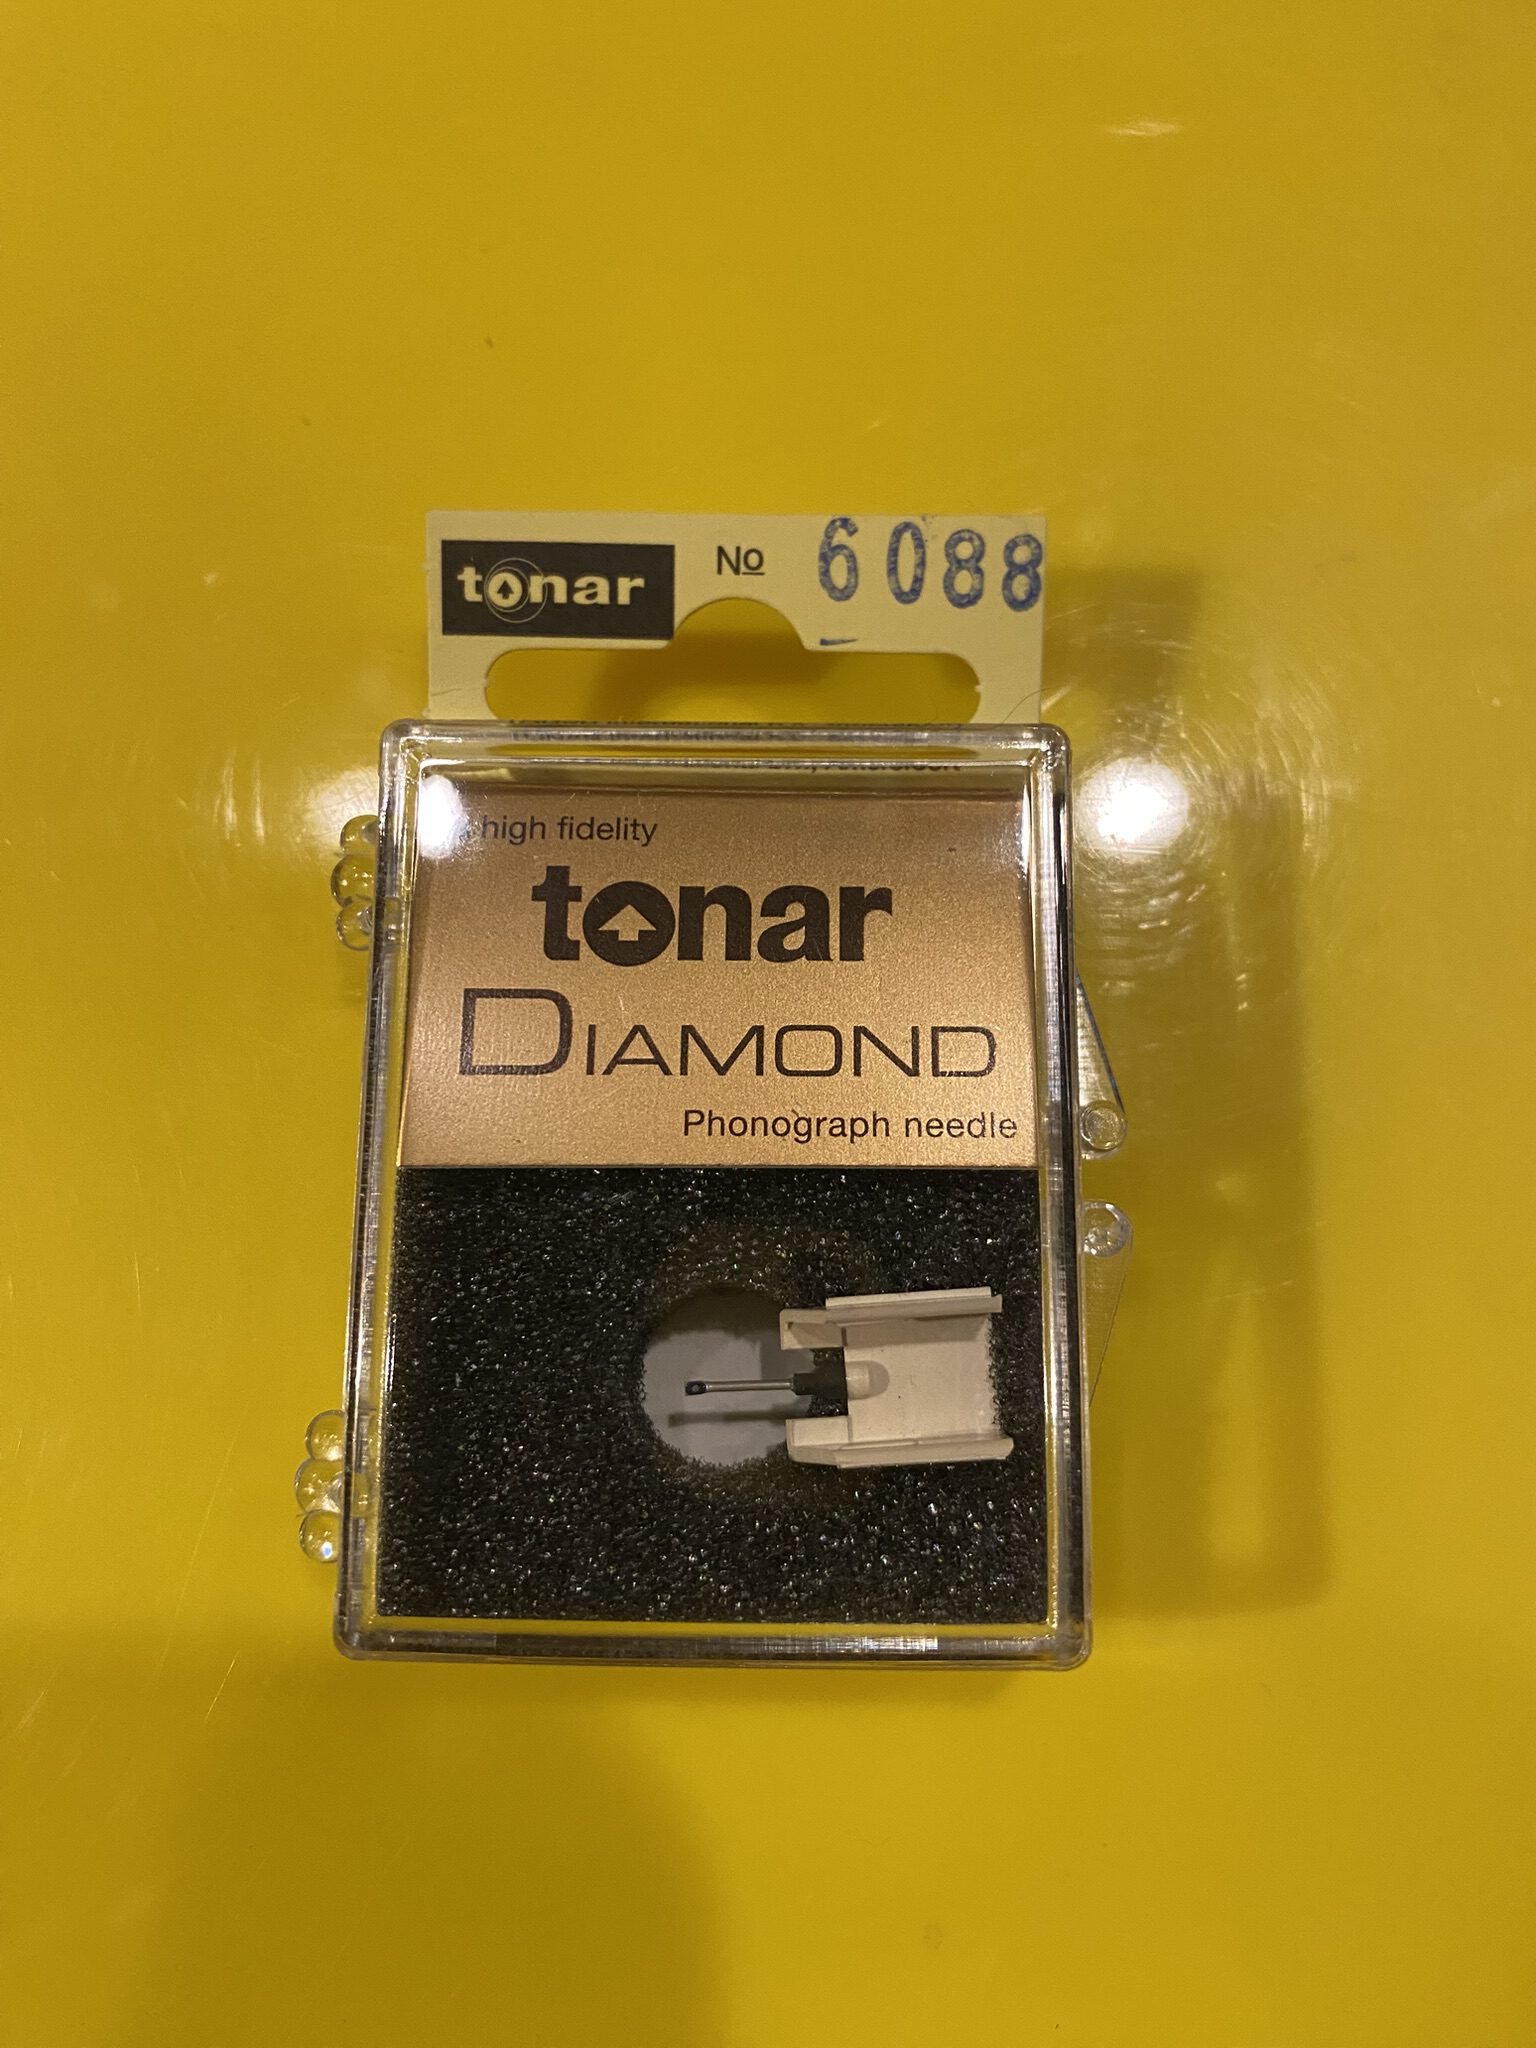 tonar
No 6088
high fidelity
tonar
DIAMOND
Phonograph needle